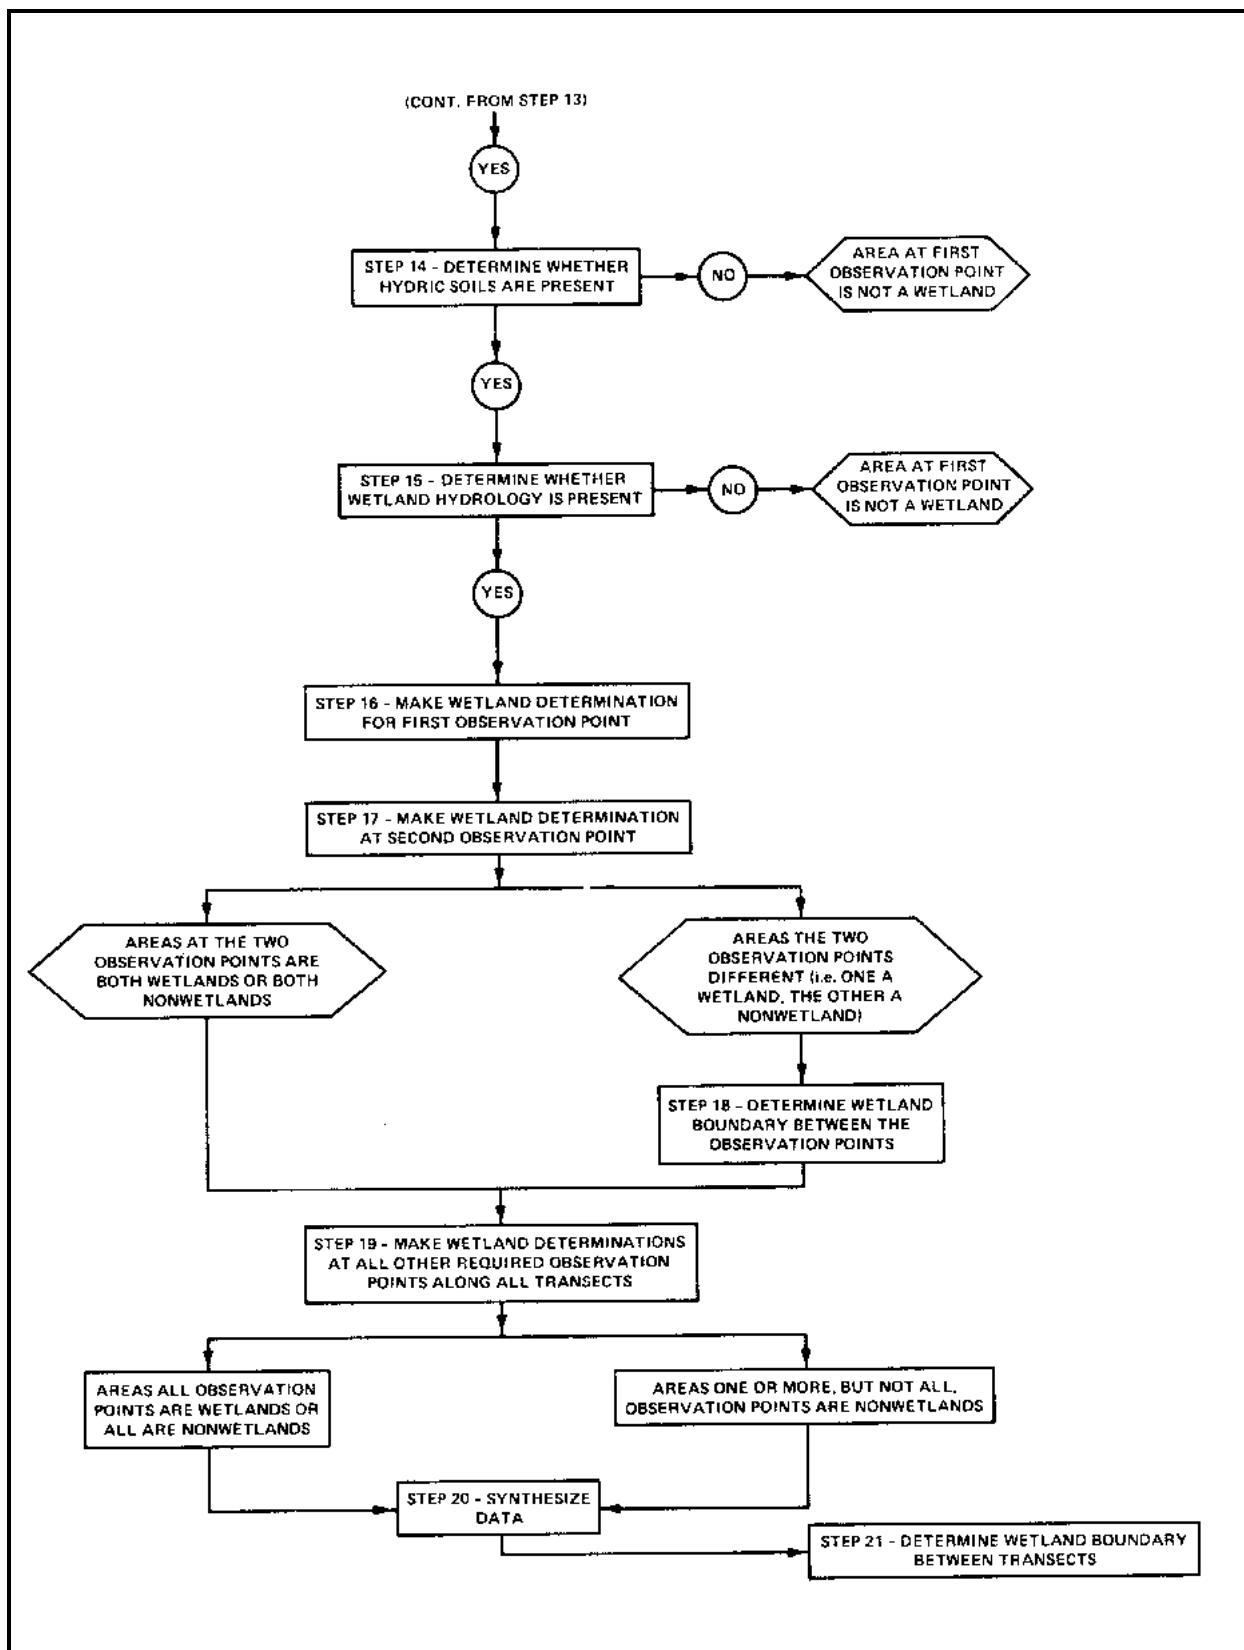 (CONT. FROM STEP 13)
YES
STEP 14 - DETERMINE WHETHER
HYDRIC SOILS ARE PRESENT
NO
AREA AT FIRST
OBSERVATION POINT
IS NOT A WETLAND
YES
STEP 15 - DETERMINE WHETHER
WETLAND HYDROLOGY IS PRESENT
NO
AREA AT FIRST
OBSERVATION POINT
IS NOT A WETLAND
YES
STEP 16 - MAKE WETLAND DETERMINATION
FOR FIRST OBSERVATION POINT
STEP 17 - MAKE WETLAND DETERMINATION
AT SECOND OBSERVATION POINT
AREAS AT THE TWO
OBSERVATION POINTS ARE
BOTH WETLANDS OR BOTH
NONWETLANDS
AREAS THE TWO
OBSERVATION POINTS
DIFFERENT (i.e. ONE A
WETLAND, THE OTHER A
NONWETLAND)
STEP 18 - DETERMINE WETLAND
BOUNDARY BETWEEN THE
OBSERVATION POINTS
STEP 19 - MAKE WETLAND DETERMINATIONS
AT ALL OTHER REQUIRED OBSERVATION
POINTS ALONG ALL TRANSECTS
AREAS ALL OBSERVATION
POINTS ARE WETLANDS OR
ALL ARE NONWETLANDS
AREAS ONE OR MORE, BUT NOT ALL,
OBSERVATION POINTS ARE NONWETLANDS
STEP 20 - SYNTHESIZE
DATA
STEP 21 - DETERMINE WETLAND BOUNDARY
BETWEEN TRANSECTS